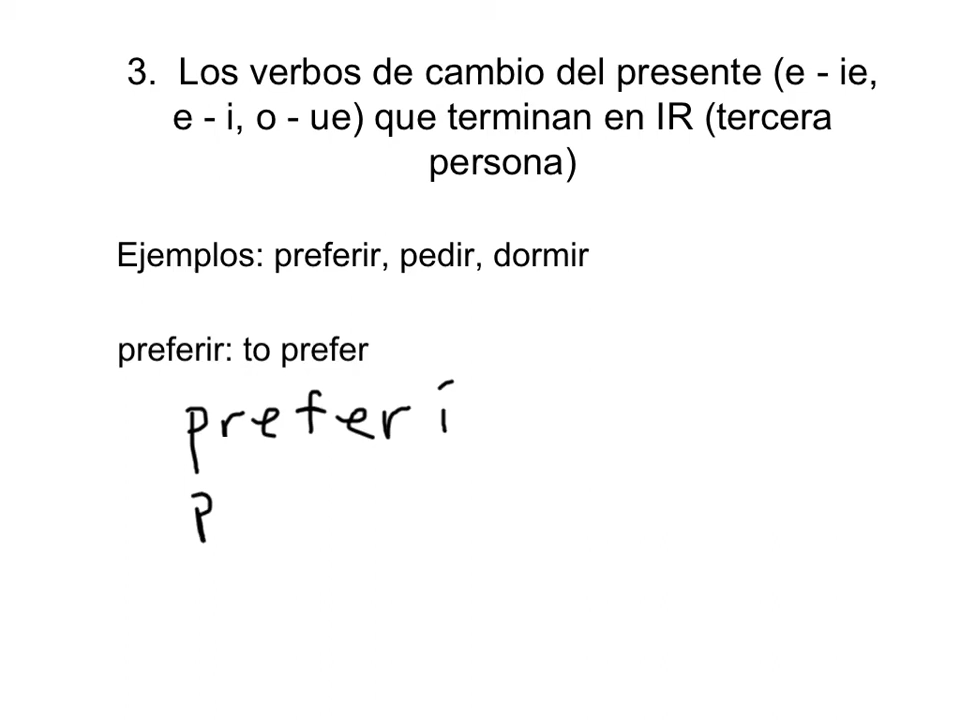 3. Los verbos de cambio del presente (e - ie,
e - i, o - ue) que terminan en IR (tercera
persona)
Ejemplos: preferir, pedir, dormir
preferir: to prefer
preferí
p